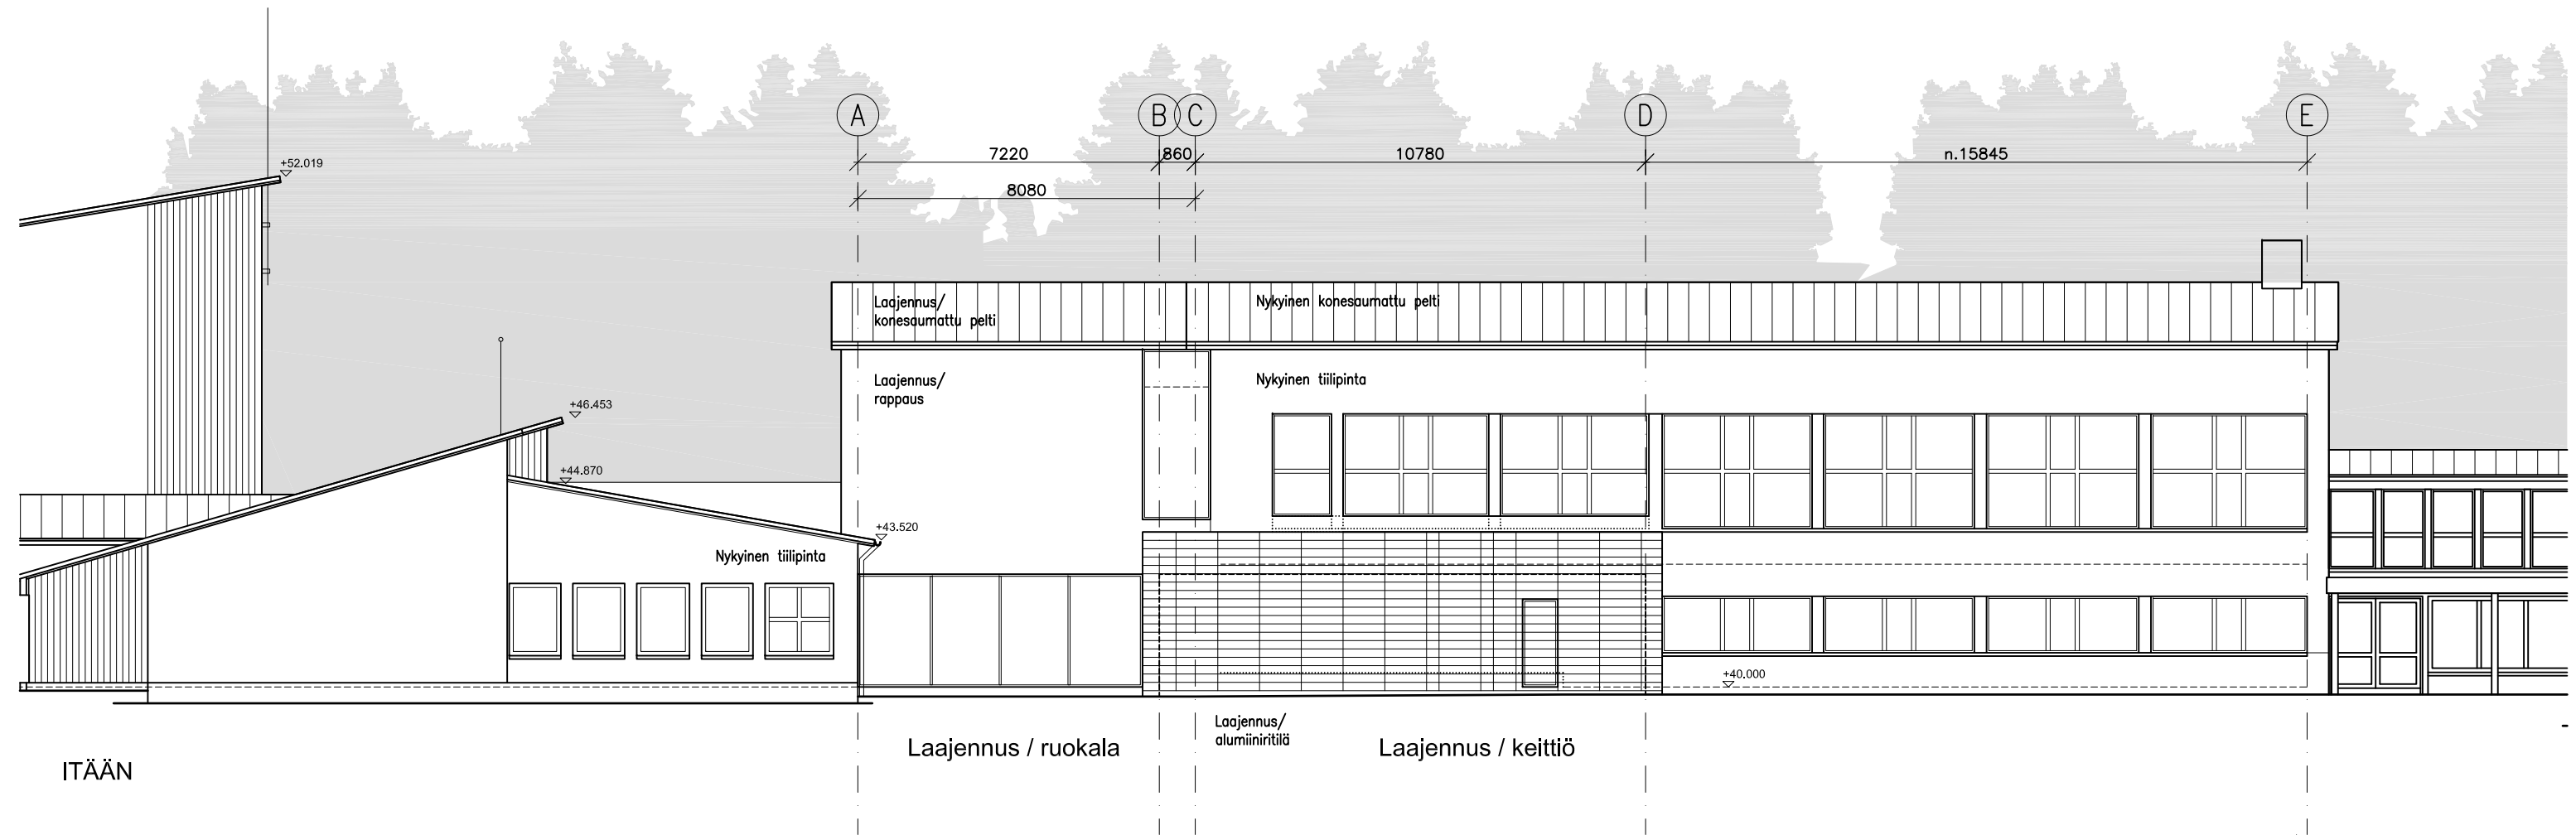 A B C D E
7220 860 10780 n.15845
+52.019
8080
Laajennus/
konesaumattu pelti
Nykyinen konesaumattu pelti
Laajennus/
rappaus
Nykyinen tiilipinta
+46.453
+44.870
+43.520
Nykyinen tiilipinta
+40.000
Laajennus/
alumiiniritilä
Laajennus / ruokala
Laajennus / keittiö
ITÄÄN